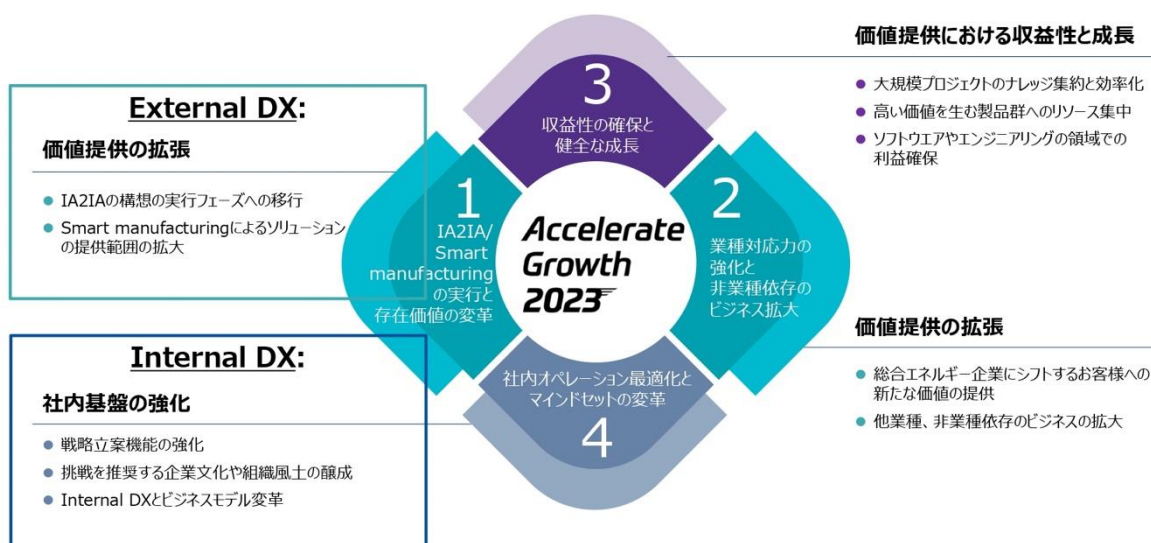 External DX:
価値提供の拡張
● IA2IAの構想の実行フェーズへの移行
● Smart manufacturingによるソリューション
の提供範囲の拡大
Internal DX:
社内基盤の強化
● 戦略立案機能の強化
● 挑戦を推奨する企業文化や組織風土の醸成
● Internal DXとビジネスモデル変革
3
収益性の確保と
健全な成長
1
IA2IA/
Smart
manufacturing
の実行と
存在価値の変革
Accelerate
Growth
2023
2
業種対応力の
強化と
非業種依存の
ビジネス拡大
社内オペレーション最適化と
マインドセットの変革
4
価値提供における収益性と成長
● 大規模プロジェクトのナレッジ集約と効率化
● 高い価値を生む製品群へのリソース集中
● ソフトウエアやエンジニアリングの領域での
利益確保
価値提供の拡張
● 総合エネルギー企業にシフトするお客様への
新たな価値の提供
● 他業種、非業種依存のビジネスの拡大